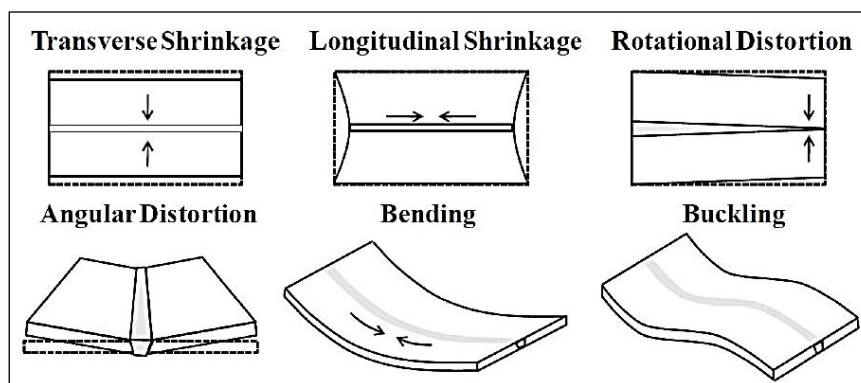 Transverse Shrinkage
Longitudinal Shrinkage
Rotational Distortion
Angular Distortion
Bending
Buckling